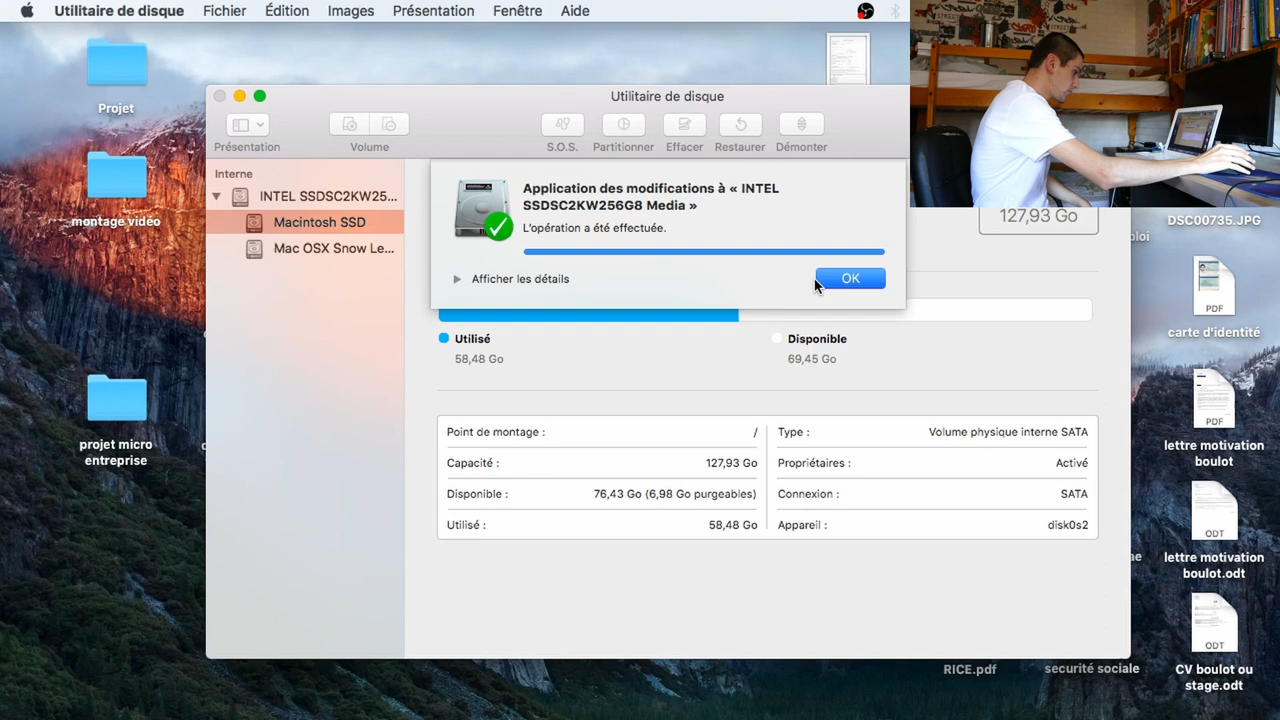 Utilitaire de disque Fichier Édition Images Présentation Fenêtre Aide
Projet
montage vidéo
projet micro
entreprise
Utilitaire de disque
Présentation Volume S.O.S. Partitionner Effacer Restaurer Démonter
Interne
INTEL SSDSC2KW25...
Macintosh SSD
Mac OSX Snow Le...
Application des modifications à « INTEL
SSDSC2KW256G8 Media »
L'opération a été effectuée.
Afficher les détails
OK
127,93 Go
Utilisé
58,48 Go
Disponible
69,45 Go
Point de montage : /
Capacité : 127,93 Go
Disponible : 76,43 Go (6,98 Go purgeables)
Utilisé : 58,48 Go
Type : Volume physique interne SATA
Propriétaires : Activé
Connexion : SATA
Appareil : disk0s2
DSC00735.JPG
ploi
PDF
carte d'identité
PDF
lettre motivation
boulot
ODT
lettre motivation
boulot.odt
ae
ODT
CV boulot ou
stage.odt
RICE.pdf
securité sociale